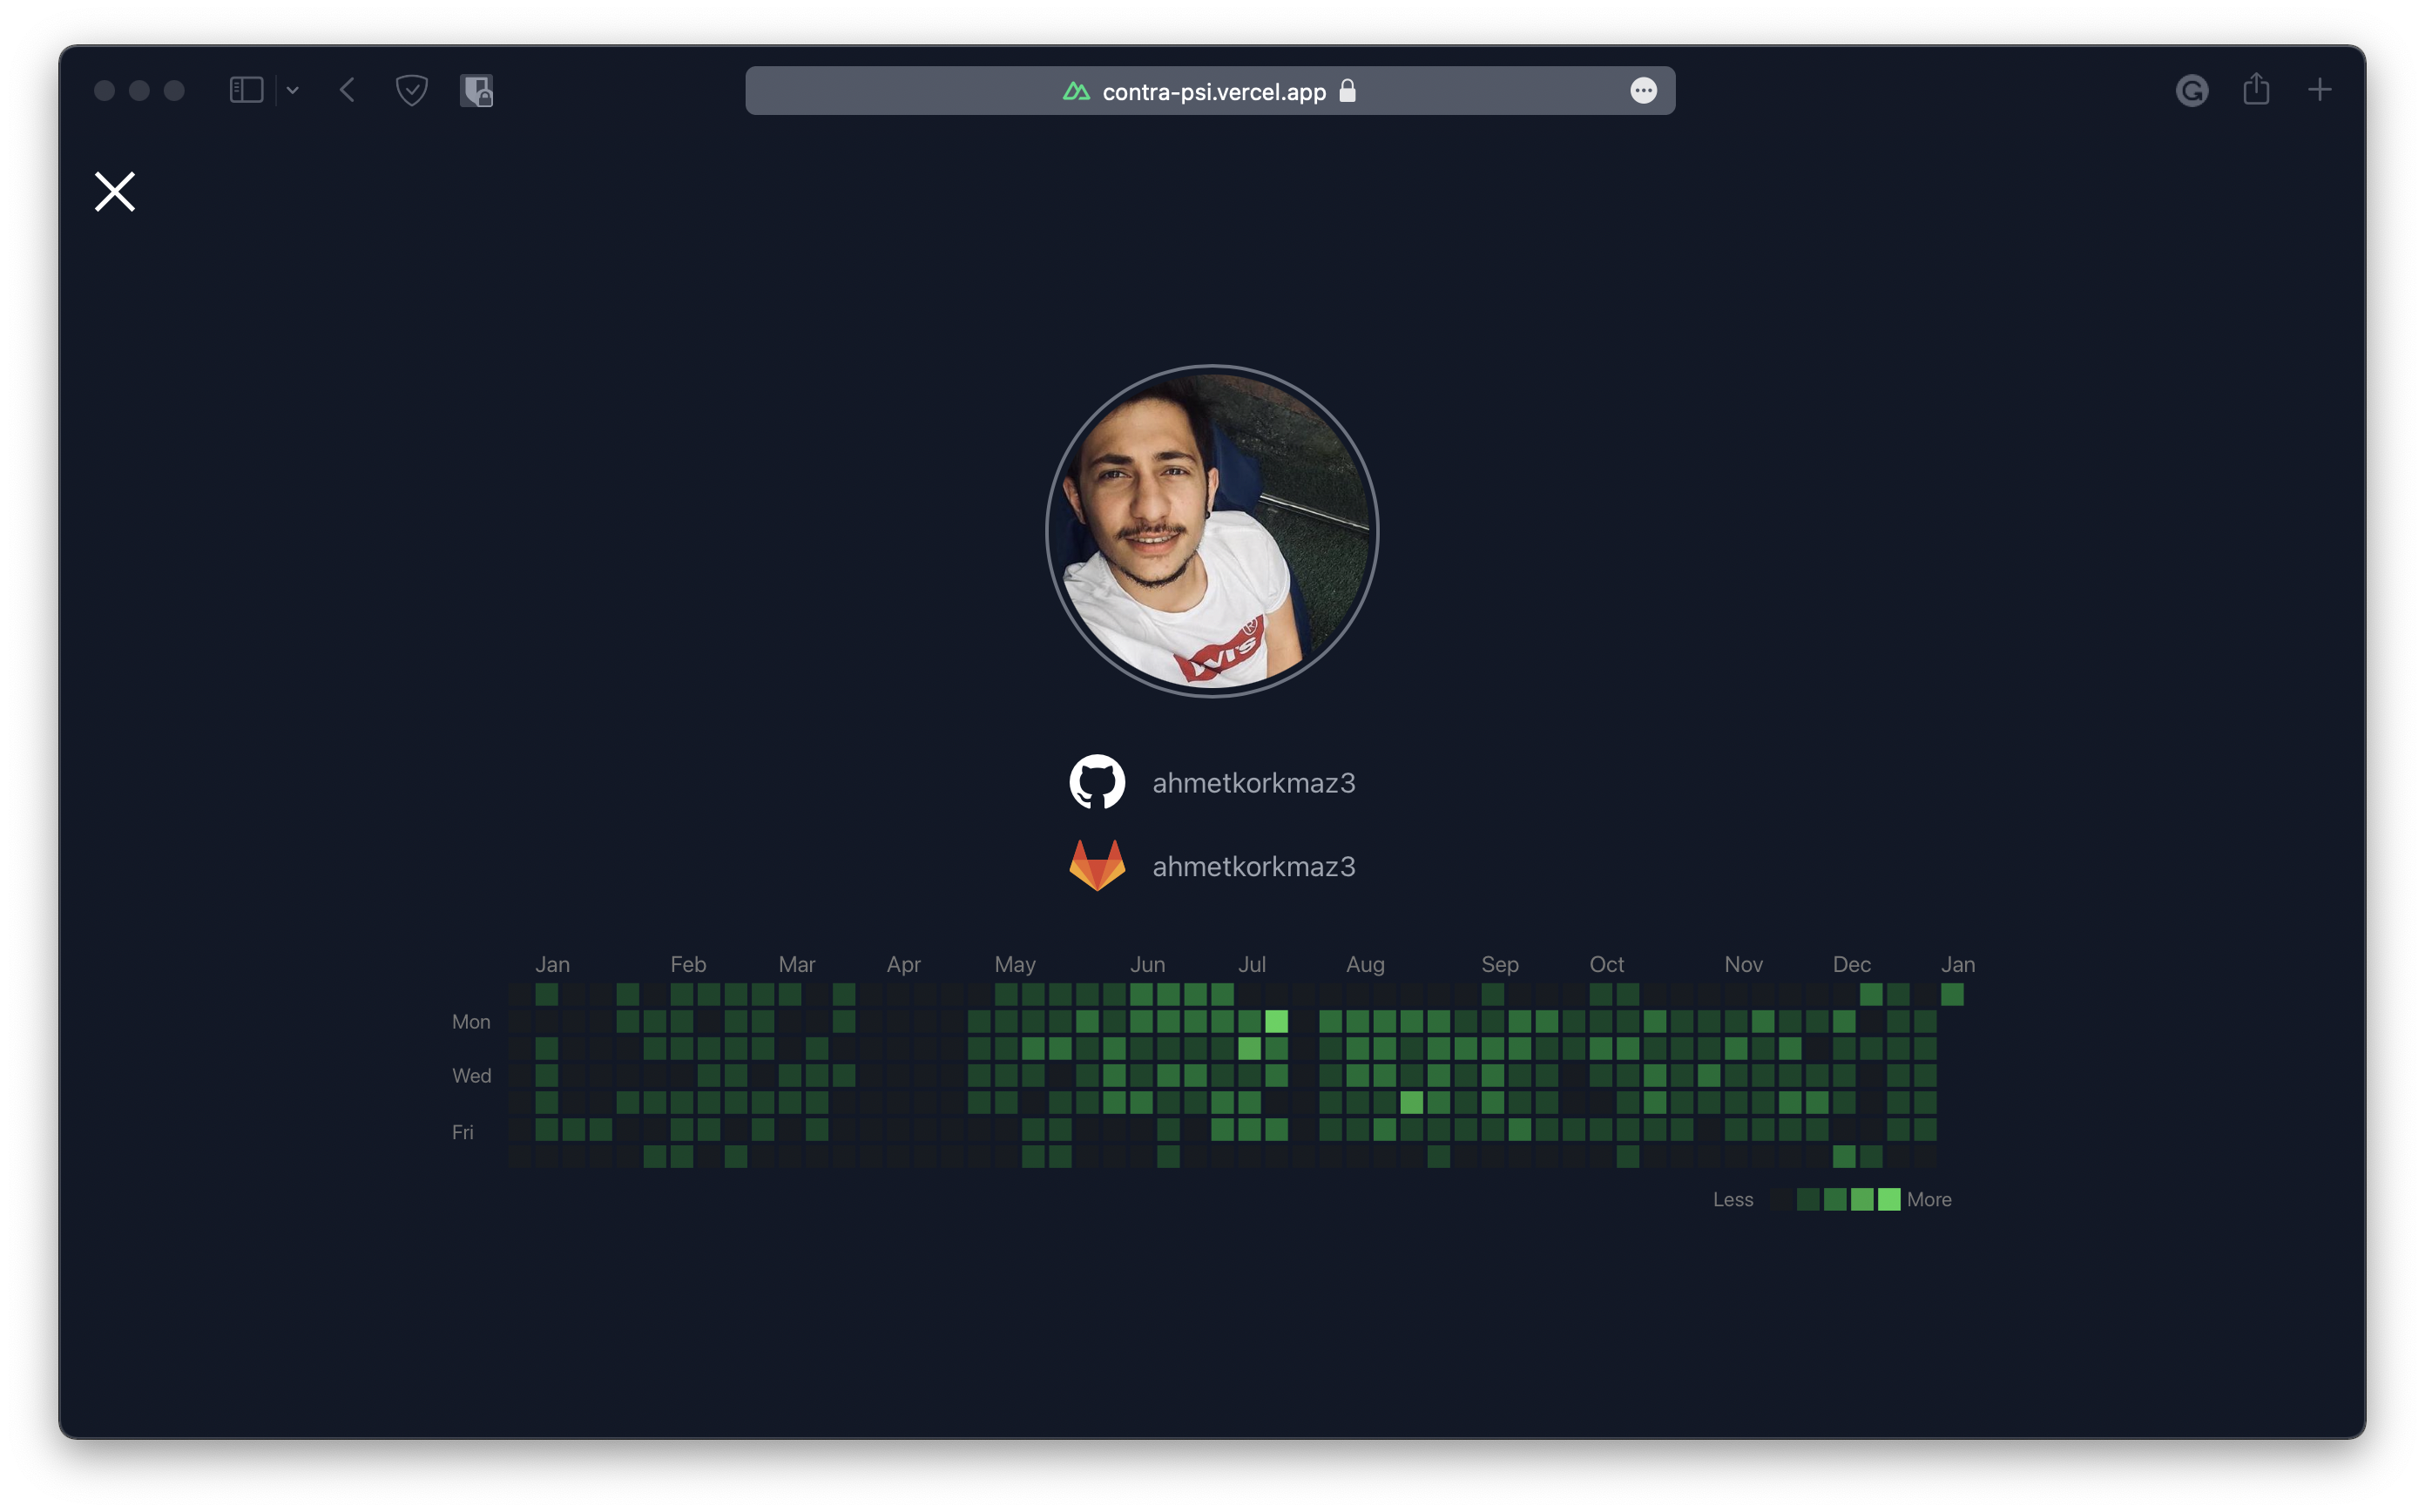 contra-psi.vercel.app
VI'S
®
ahmetkorkmaz3
ahmetkorkmaz3
Jan Feb Mar Apr May Jun Jul Aug Sep Oct Nov Dec Jan
Mon
Wed
Fri
Less More